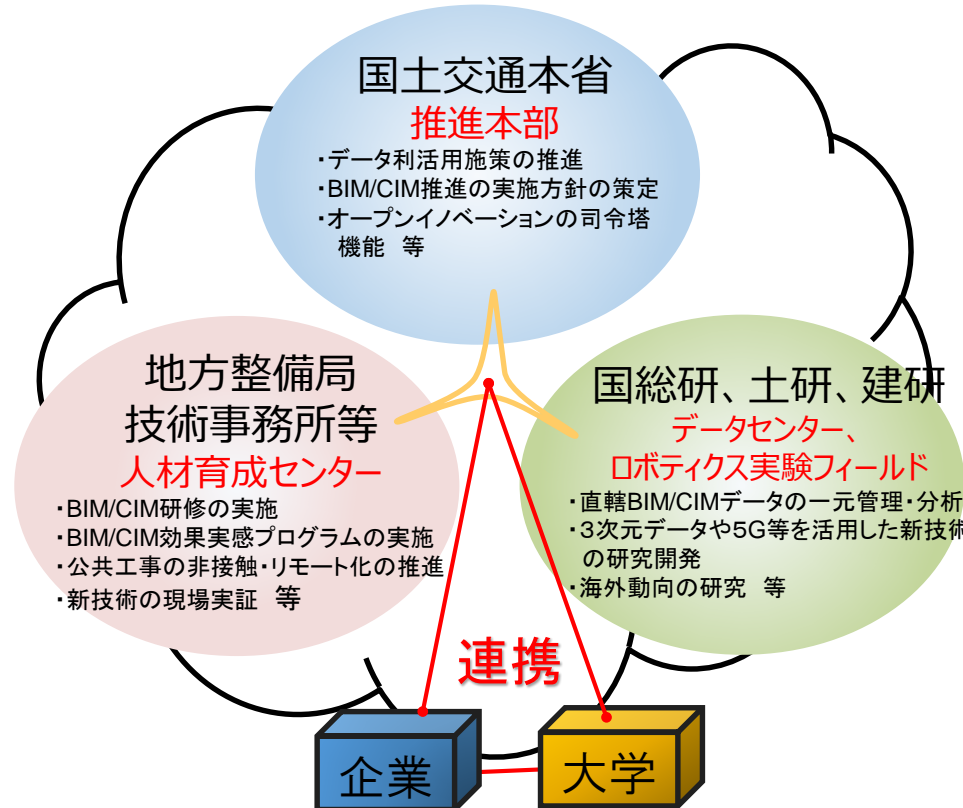 国土交通本省
推進本部
・データ利活用施策の推進
・BIM/CIM推進の実施方針の策定
・オープンイノベーションの司令塔
機能　等
地方整備局
技術事務所等
人材育成センター
・BIM/CIM研修の実施
・BIM/CIM効果実感プログラムの実施
・公共工事の非接触・リモート化の推進
・新技術の現場実証　等
国総研、土研、建研
データセンター、
ロボティクス実験フィールド
・直轄BIM/CIMデータの一元管理・分析
・3次元データや5G等を活用した新技術
の研究開発
・海外動向の研究　等
連携
企業
大学